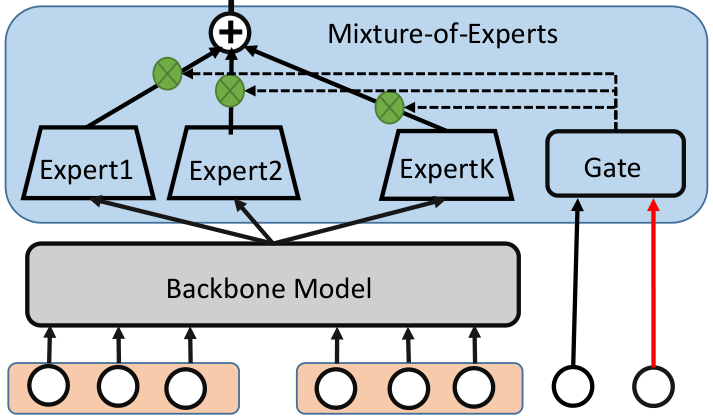 Mixture-of-Experts
Expert1
Expert2
ExpertK
Gate
Backbone Model